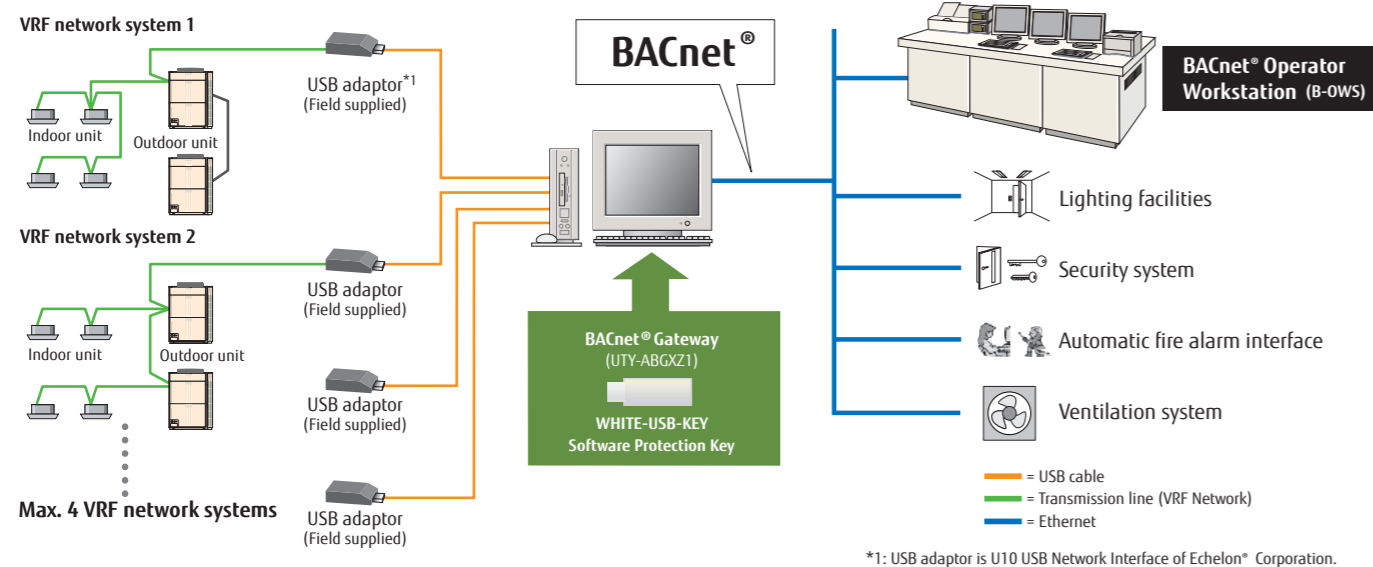 VRF network system 1
USB adaptor*1
(Field supplied)
Indoor unit
Outdoor unit
VRF network system 2
USB adaptor
(Field supplied)
Indoor unit
Outdoor unit
USB adaptor
(Field supplied)
Max. 4 VRF network systems
USB adaptor
(Field supplied)
BACnet®
BACnet® Gateway
(UTY-ABGXZ1)
WHITE-USB-KEY
Software Protection Key
BACnet® Operator
Workstation (B-OWS)
Lighting facilities
Security system
Automatic fire alarm interface
Ventilation system
= USB cable
= Transmission line (VRF Network)
= Ethernet
*1: USB adaptor is U10 USB Network Interface of Echelon® Corporation.